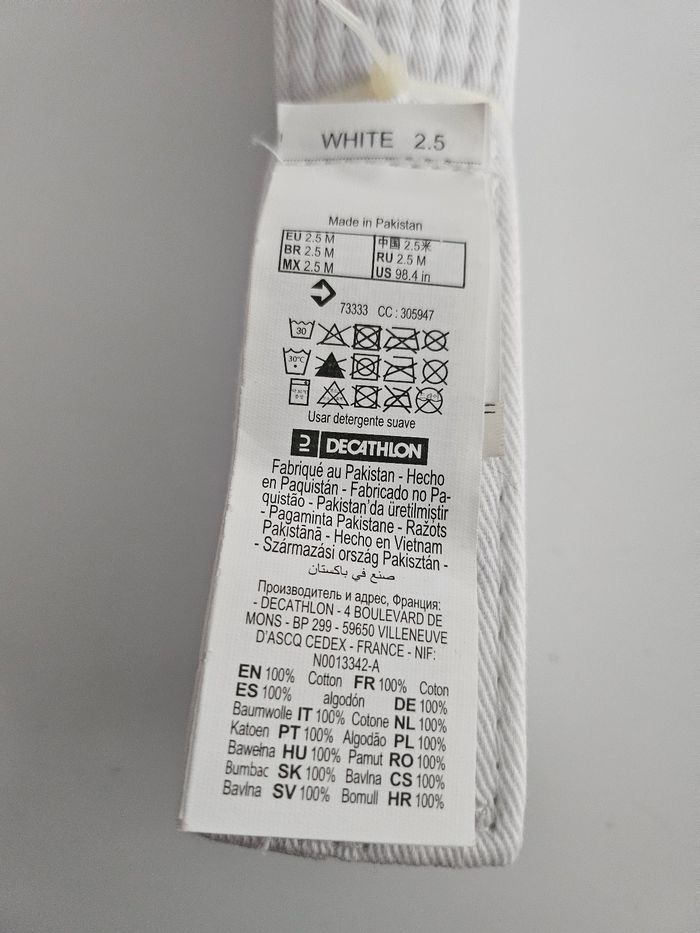 WHITE 2.5
Made in Pakistan
EU 2.5 M 中国 2.5米
BR 2.5 M RU 2.5 M
MX 2.5 M US 98.4 in
73333 CC : 305947
30
30°C
Usar detergente suave
DECATHLON
Fabriqué au Pakistan - Hecho
en Paquistán - Fabricado no Pa-
quistão - Pakistan'da üretilmiştir
- Pagaminta Pakistane - Ražots
Pakistānā - Hecho en Vietnam
- Származási ország Pakisztán -
صنع في باكستان
Производитель и адрес, Франция:
- DECATHLON - 4 BOULEVARD DE
MONS - BP 299 - 59650 VILLENEUVE
D'ASCQ CEDEX - FRANCE - NIF:
N0013342-A
EN 100% Cotton FR 100% Coton
ES 100% algodón DE 100%
Baumwolle IT 100% Cotone NL 100%
Katoen PT 100% Algodão PL 100%
Bawełna HU 100% Pamut RO 100%
Bumbac SK 100% Bavlna CS 100%
Bavlna SV 100% Bomull HR 100%